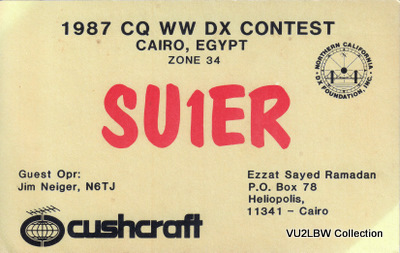 1987 CQ WW DX CONTEST
CAIRO, EGYPT
ZONE 34
NORTHERN CALIFORNIA
DX FOUNDATION, INC.
SU1ER
Guest Opr:
Jim Neiger, N6TJ
Ezzat Sayed Ramadan
P.O. Box 78
Heliopolis,
11341 - Cairo
cushcraft
VU2LBW Collection